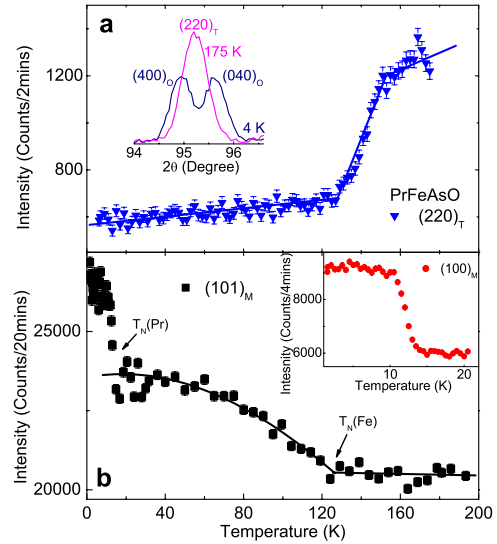 a
Intensity (Counts/2mins)
1200
800
(220)T
175 K
(400)O
(040)O
4 K
94 95 96
2θ (Degree)
PrFeAsO
(220)T
b
Intensity (Counts/20mins)
25000
20000
(101)M
TN(Pr)
TN(Fe)
(100)M
Intesnity (Counts/4mins)
9000
6000
0 10 20
Temperature (K)
0 40 80 120 160 200
Temperature (K)